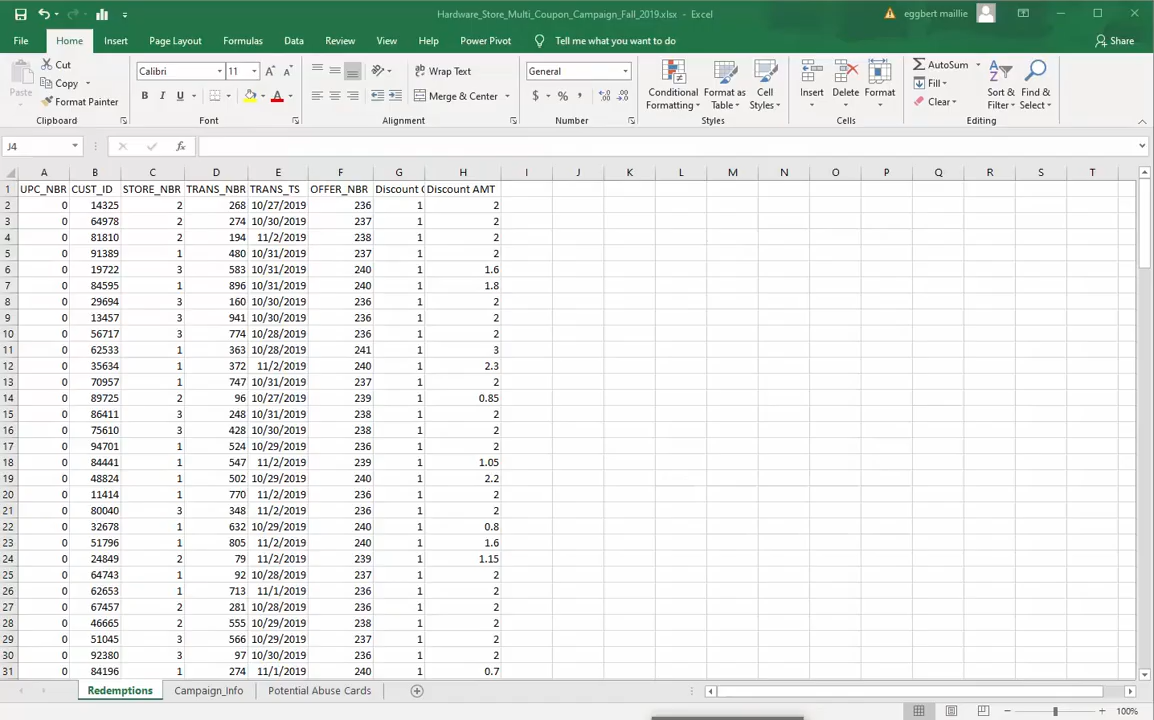 Hardware_Store_Multi_Coupon_Campaign_Fall_2019.xlsx - Excel
eggbert maillie
File Home Insert Page Layout Formulas Data Review View Help Power Pivot Tell me what you want to do Share
Paste
Cut
Copy
Format Painter
Clipboard
Calibri 11
B I U A
Font
Wrap Text
Merge & Center
Alignment
General
$ % ,
Number
Conditional Formatting
Format as Table
Cell Styles
Styles
Insert Delete Format
Cells
AutoSum
Fill
Clear
Sort & Filter
Find & Select
Editing
J4 fx
A B C D E F G H I J K L M N O P Q R S T
1 UPC_NBR CUST_ID STORE_NBR TRANS_NBR TRANS_TS OFFER_NBR Discount Discount AMT
2 0 14325 2 268 10/27/2019 236 1 2
3 0 64978 2 274 10/30/2019 237 1 2
4 0 81810 2 194 11/2/2019 238 1 2
5 0 91389 1 480 10/31/2019 237 1 2
6 0 19722 3 583 10/31/2019 240 1 1.6
7 0 84595 1 896 10/31/2019 240 1 1.8
8 0 29694 3 160 10/30/2019 236 1 2
9 0 13457 3 941 10/30/2019 236 1 2
10 0 56717 3 774 10/28/2019 236 1 2
11 0 62533 1 363 10/28/2019 241 1 3
12 0 35634 1 372 11/2/2019 240 1 2.3
13 0 70957 1 747 10/31/2019 237 1 2
14 0 89725 2 96 10/27/2019 239 1 0.85
15 0 86411 3 248 10/31/2019 238 1 2
16 0 75610 3 428 10/30/2019 238 1 2
17 0 94701 1 524 10/29/2019 236 1 2
18 0 84441 1 547 11/2/2019 239 1 1.05
19 0 48824 1 502 10/29/2019 240 1 2.2
20 0 11414 1 770 11/2/2019 236 1 2
21 0 80040 3 348 11/2/2019 236 1 2
22 0 32678 1 632 10/29/2019 240 1 0.8
23 0 51796 1 805 11/2/2019 240 1 1.6
24 0 24849 2 79 11/2/2019 239 1 1.15
25 0 64743 1 92 10/28/2019 237 1 2
26 0 62653 1 713 11/1/2019 236 1 2
27 0 67457 2 281 10/28/2019 236 1 2
28 0 46665 2 555 10/29/2019 238 1 2
29 0 51045 3 566 10/29/2019 237 1 2
30 0 92380 3 97 10/30/2019 236 1 2
31 0 84196 1 274 11/1/2019 240 1 0.7
Redemptions Campaign_Info Potential Abuse Cards
100%